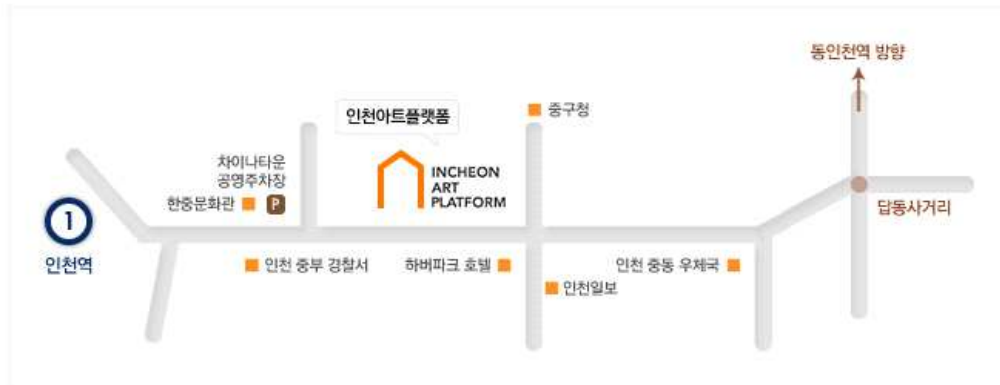 동인천역 방향
중구청
인천아트플랫폼
차이나타운
공영주차장
한중문화관
P
INCHEON
ART
PLATFORM
답동사거리
1
인천역
인천 중부 경찰서
하버파크 호텔
인천 중동 우체국
인천일보